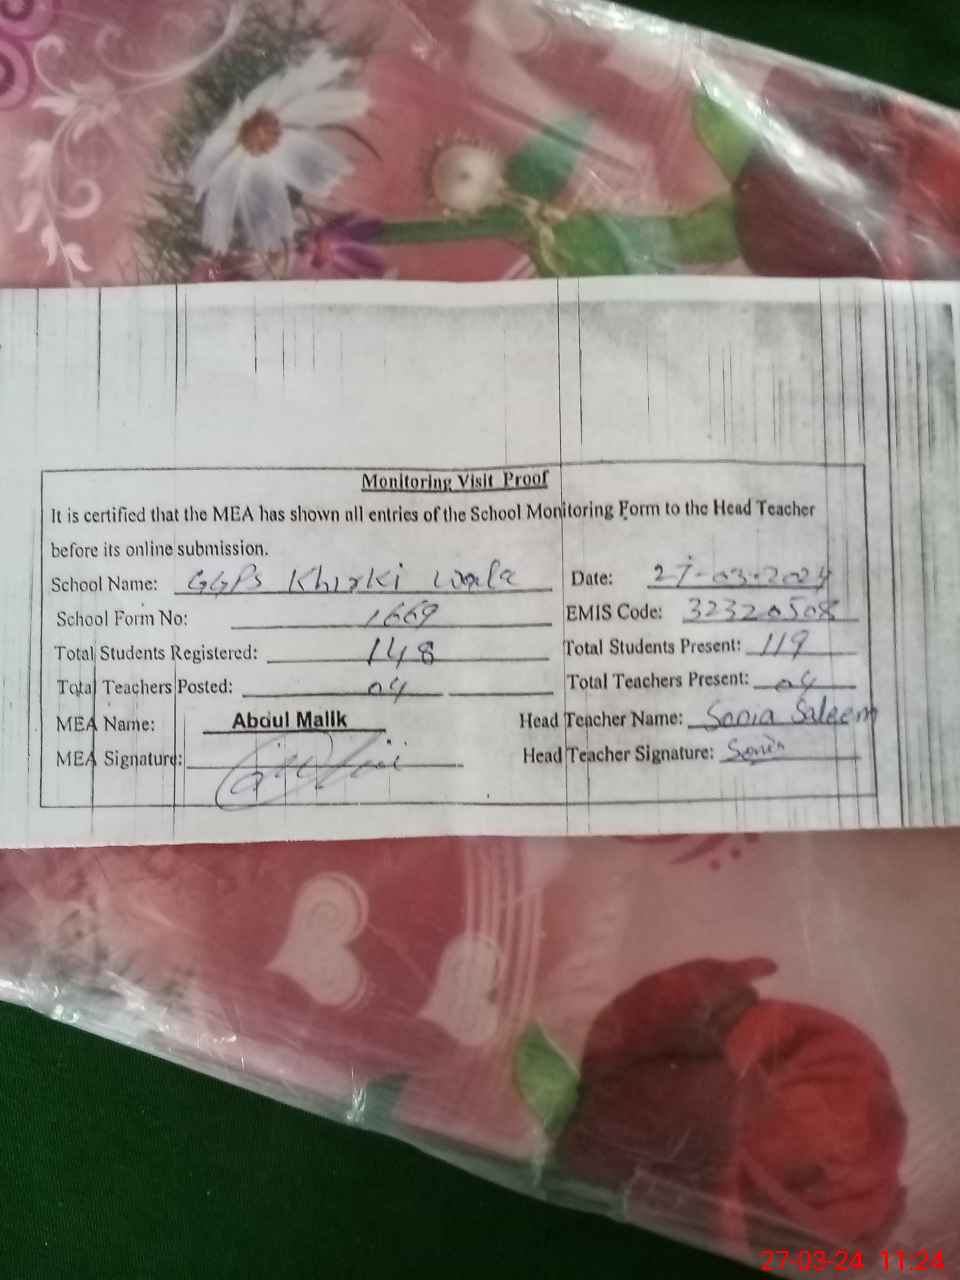 Monitoring Visit Proof
It is certified that the MEA has shown all entries of the School Monitoring Form to the Head Teacher
before its online submission.
School Name: GGPS Khirki wala Date: 27-03-2024
School Form No: 1669 EMIS Code: 32320508
Total Students Registered: 148 Total Students Present: 119
Total Teachers Posted: 04 Total Teachers Present: 04
MEA Name: Abdul Malik Head Teacher Name: Sonia Saleem
MEA Signature: Head Teacher Signature: Sonia
27-03-24 11:24